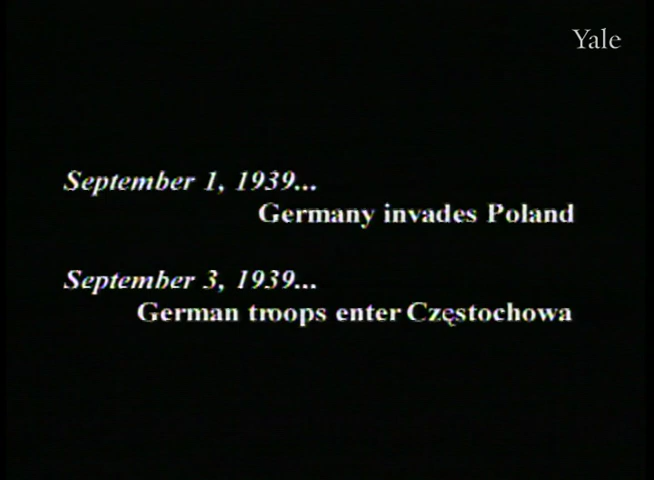 Yale
September 1, 1939...
Germany invades Poland
September 3, 1939...
German troops enter Częstochowa